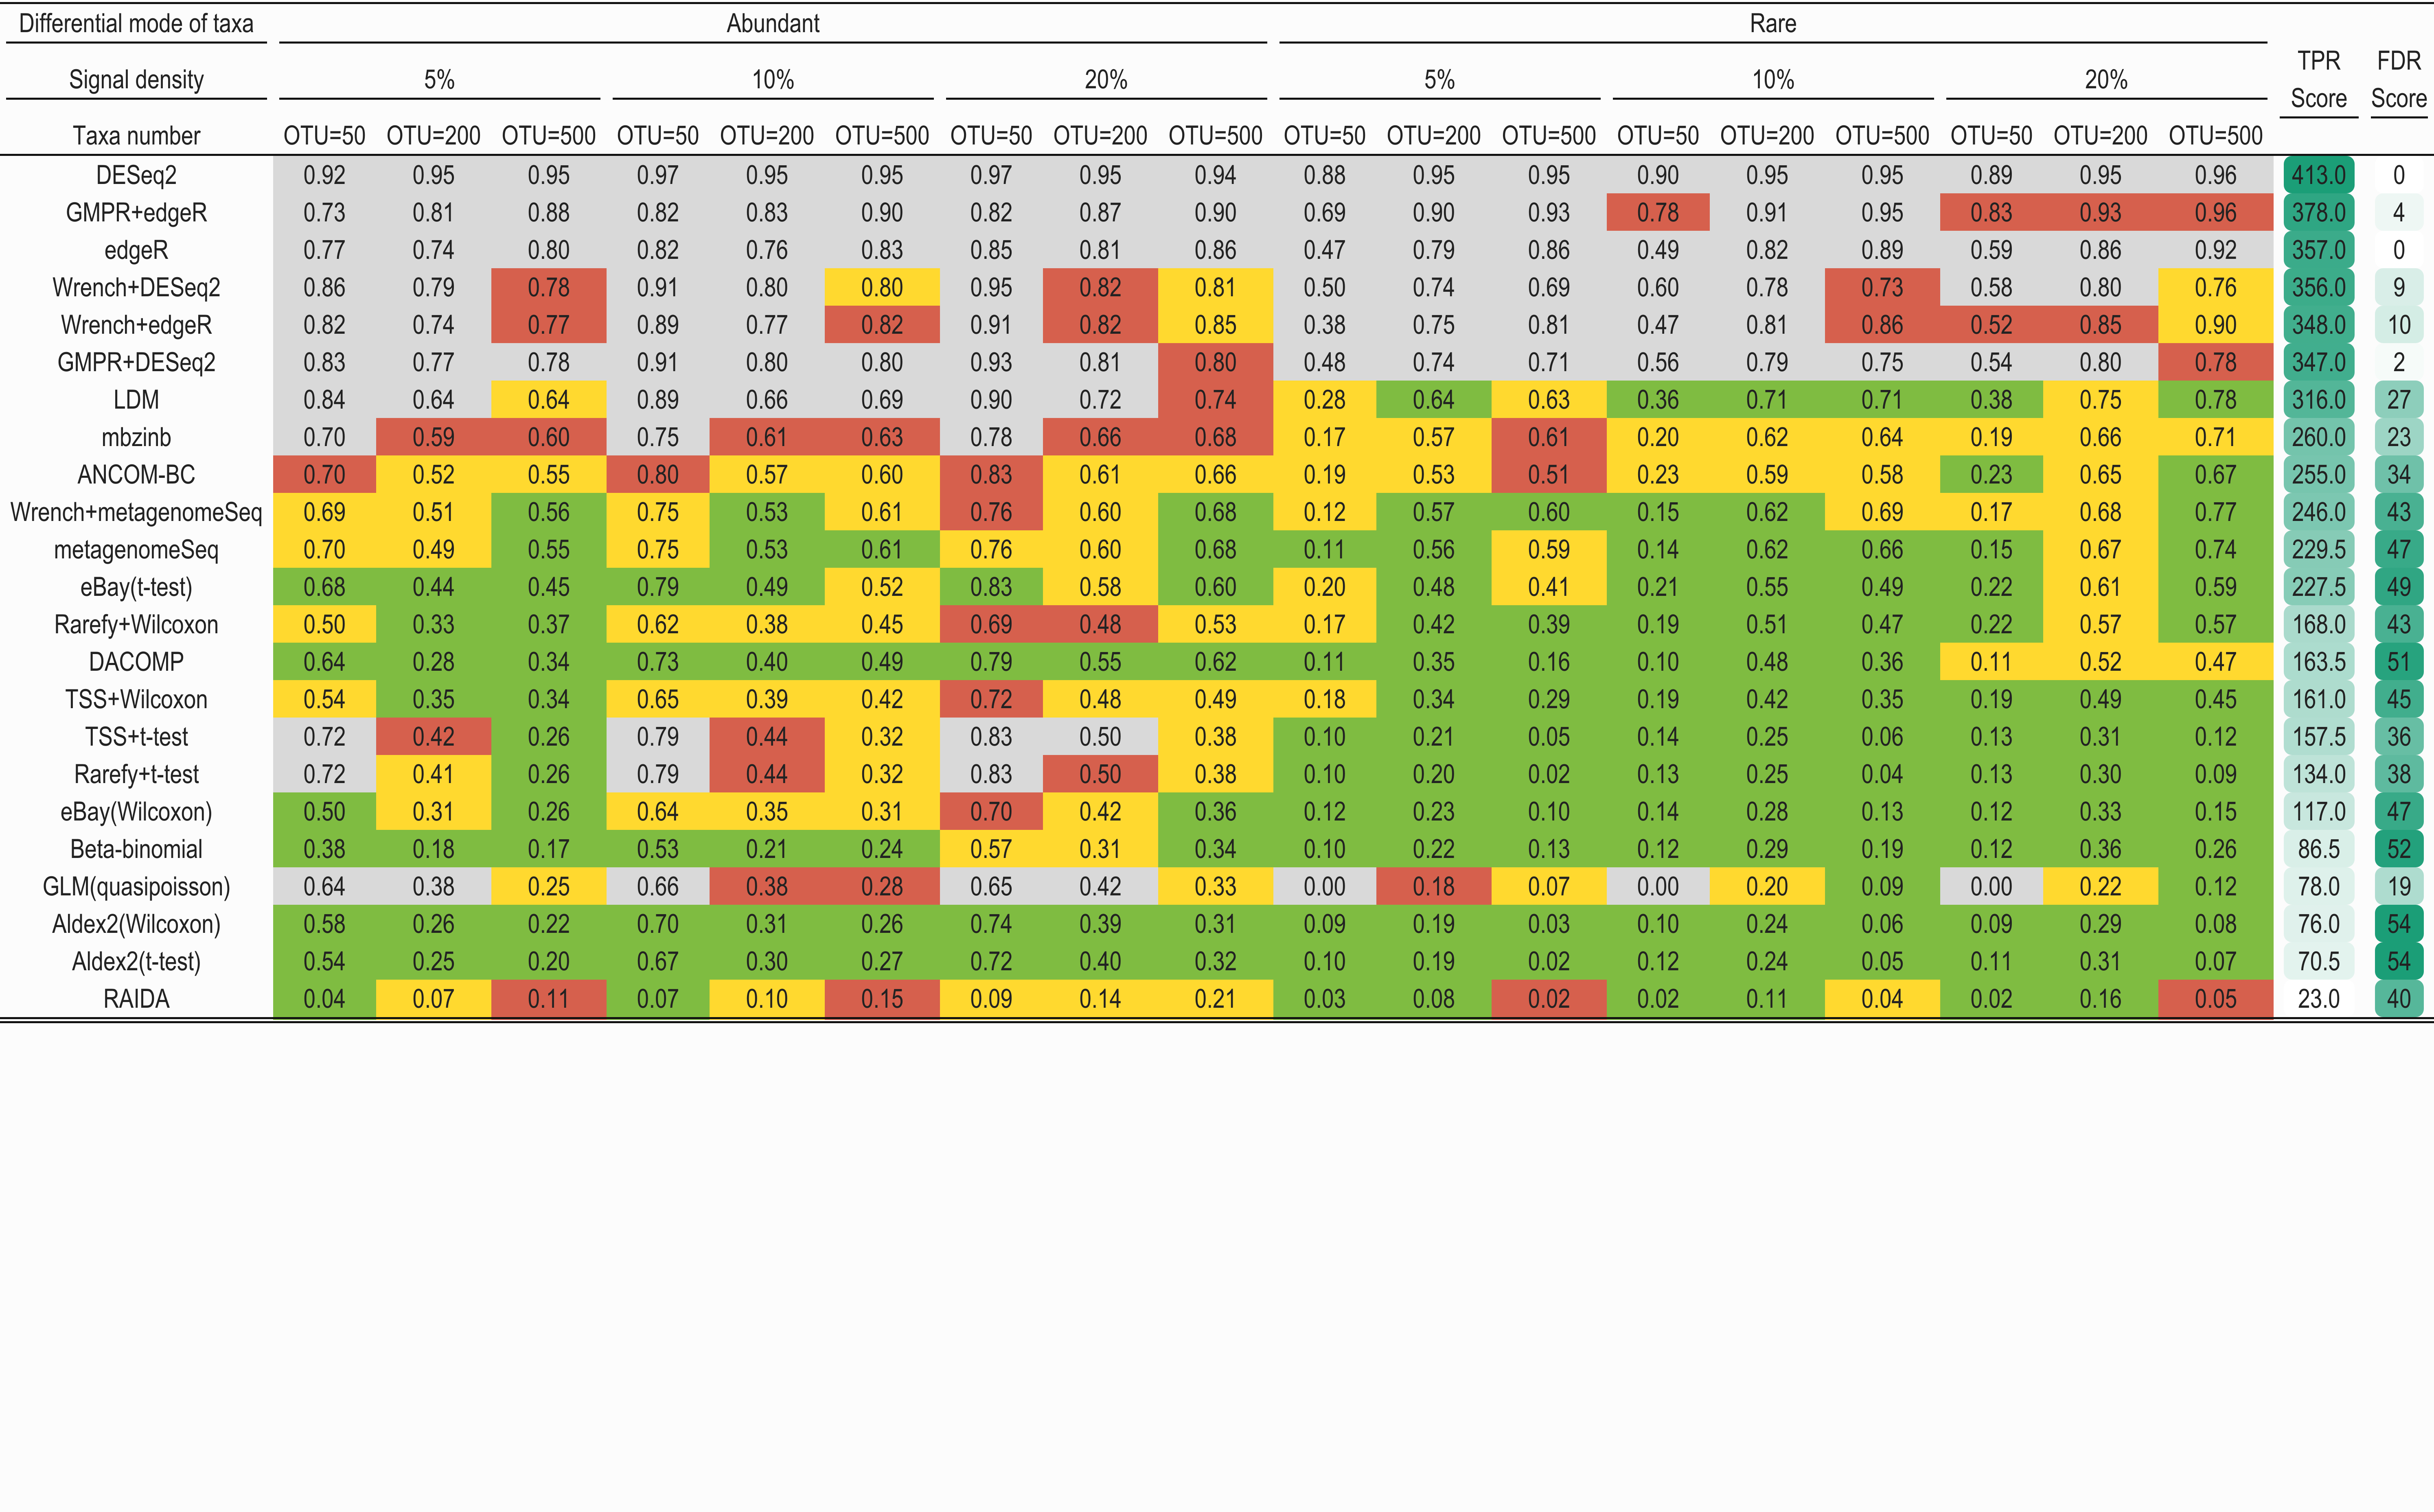 Differential mode of taxa Abundant Rare
Signal density 5% 10% 20% 5% 10% 20% TPR Score FDR Score
Taxa number OTU=50 OTU=200 OTU=500 OTU=50 OTU=200 OTU=500 OTU=50 OTU=200 OTU=500 OTU=50 OTU=200 OTU=500 OTU=50 OTU=200 OTU=500 OTU=50 OTU=200 OTU=500
DESeq2 0.92 0.95 0.95 0.97 0.95 0.95 0.97 0.95 0.94 0.88 0.95 0.95 0.90 0.95 0.95 0.89 0.95 0.96 413.0 0
GMPR+edgeR 0.73 0.81 0.88 0.82 0.83 0.90 0.82 0.87 0.90 0.69 0.90 0.93 0.78 0.91 0.95 0.83 0.93 0.96 378.0 4
edgeR 0.77 0.74 0.80 0.82 0.76 0.83 0.85 0.81 0.86 0.47 0.79 0.86 0.49 0.82 0.89 0.59 0.86 0.92 357.0 0
Wrench+DESeq2 0.86 0.79 0.78 0.91 0.80 0.80 0.95 0.82 0.81 0.50 0.74 0.69 0.60 0.78 0.73 0.58 0.80 0.76 356.0 9
Wrench+edgeR 0.82 0.74 0.77 0.89 0.77 0.82 0.91 0.82 0.85 0.38 0.75 0.81 0.47 0.81 0.86 0.52 0.85 0.90 348.0 10
GMPR+DESeq2 0.83 0.77 0.78 0.91 0.80 0.80 0.93 0.81 0.80 0.48 0.74 0.71 0.56 0.79 0.75 0.54 0.80 0.78 347.0 2
LDM 0.84 0.64 0.64 0.89 0.66 0.69 0.90 0.72 0.74 0.28 0.64 0.63 0.36 0.71 0.71 0.38 0.75 0.78 316.0 27
mbzinb 0.70 0.59 0.60 0.75 0.61 0.63 0.78 0.66 0.68 0.17 0.57 0.61 0.20 0.62 0.64 0.19 0.66 0.71 260.0 23
ANCOM-BC 0.70 0.52 0.55 0.80 0.57 0.60 0.83 0.61 0.66 0.19 0.53 0.51 0.23 0.59 0.58 0.23 0.65 0.67 255.0 34
Wrench+metagenomeSeq 0.69 0.51 0.56 0.75 0.53 0.61 0.76 0.60 0.68 0.12 0.57 0.60 0.15 0.62 0.69 0.17 0.68 0.77 246.0 43
metagenomeSeq 0.70 0.49 0.55 0.75 0.53 0.61 0.76 0.60 0.68 0.11 0.56 0.59 0.14 0.62 0.66 0.15 0.67 0.74 229.5 47
eBay(t-test) 0.68 0.44 0.45 0.79 0.49 0.52 0.83 0.58 0.60 0.20 0.48 0.41 0.21 0.55 0.49 0.22 0.61 0.59 227.5 49
Rarefy+Wilcoxon 0.50 0.33 0.37 0.62 0.38 0.45 0.69 0.48 0.53 0.17 0.42 0.39 0.19 0.51 0.47 0.22 0.57 0.57 168.0 43
DACOMP 0.64 0.28 0.34 0.73 0.40 0.49 0.79 0.55 0.62 0.11 0.35 0.16 0.10 0.48 0.36 0.11 0.52 0.47 163.5 51
TSS+Wilcoxon 0.54 0.35 0.34 0.65 0.39 0.42 0.72 0.48 0.49 0.18 0.34 0.29 0.19 0.42 0.35 0.19 0.49 0.45 161.0 45
TSS+t-test 0.72 0.42 0.26 0.79 0.44 0.32 0.83 0.50 0.38 0.10 0.21 0.05 0.14 0.25 0.06 0.13 0.31 0.12 157.5 36
Rarefy+t-test 0.72 0.41 0.26 0.79 0.44 0.32 0.83 0.50 0.38 0.10 0.20 0.02 0.13 0.25 0.04 0.13 0.30 0.09 134.0 38
eBay(Wilcoxon) 0.50 0.31 0.26 0.64 0.35 0.31 0.70 0.42 0.36 0.12 0.23 0.10 0.14 0.28 0.13 0.12 0.33 0.15 117.0 47
Beta-binomial 0.38 0.18 0.17 0.53 0.21 0.24 0.57 0.31 0.34 0.10 0.22 0.13 0.12 0.29 0.19 0.12 0.36 0.26 86.5 52
GLM(quasipoisson) 0.64 0.38 0.25 0.66 0.38 0.28 0.65 0.42 0.33 0.00 0.18 0.07 0.00 0.20 0.09 0.00 0.22 0.12 78.0 19
Aldex2(Wilcoxon) 0.58 0.26 0.22 0.70 0.31 0.26 0.74 0.39 0.31 0.09 0.19 0.03 0.10 0.24 0.06 0.09 0.29 0.08 76.0 54
Aldex2(t-test) 0.54 0.25 0.20 0.67 0.30 0.27 0.72 0.40 0.32 0.10 0.19 0.02 0.12 0.24 0.05 0.11 0.31 0.07 70.5 54
RAIDA 0.04 0.07 0.11 0.07 0.10 0.15 0.09 0.14 0.21 0.03 0.08 0.02 0.02 0.11 0.04 0.02 0.16 0.05 23.0 40